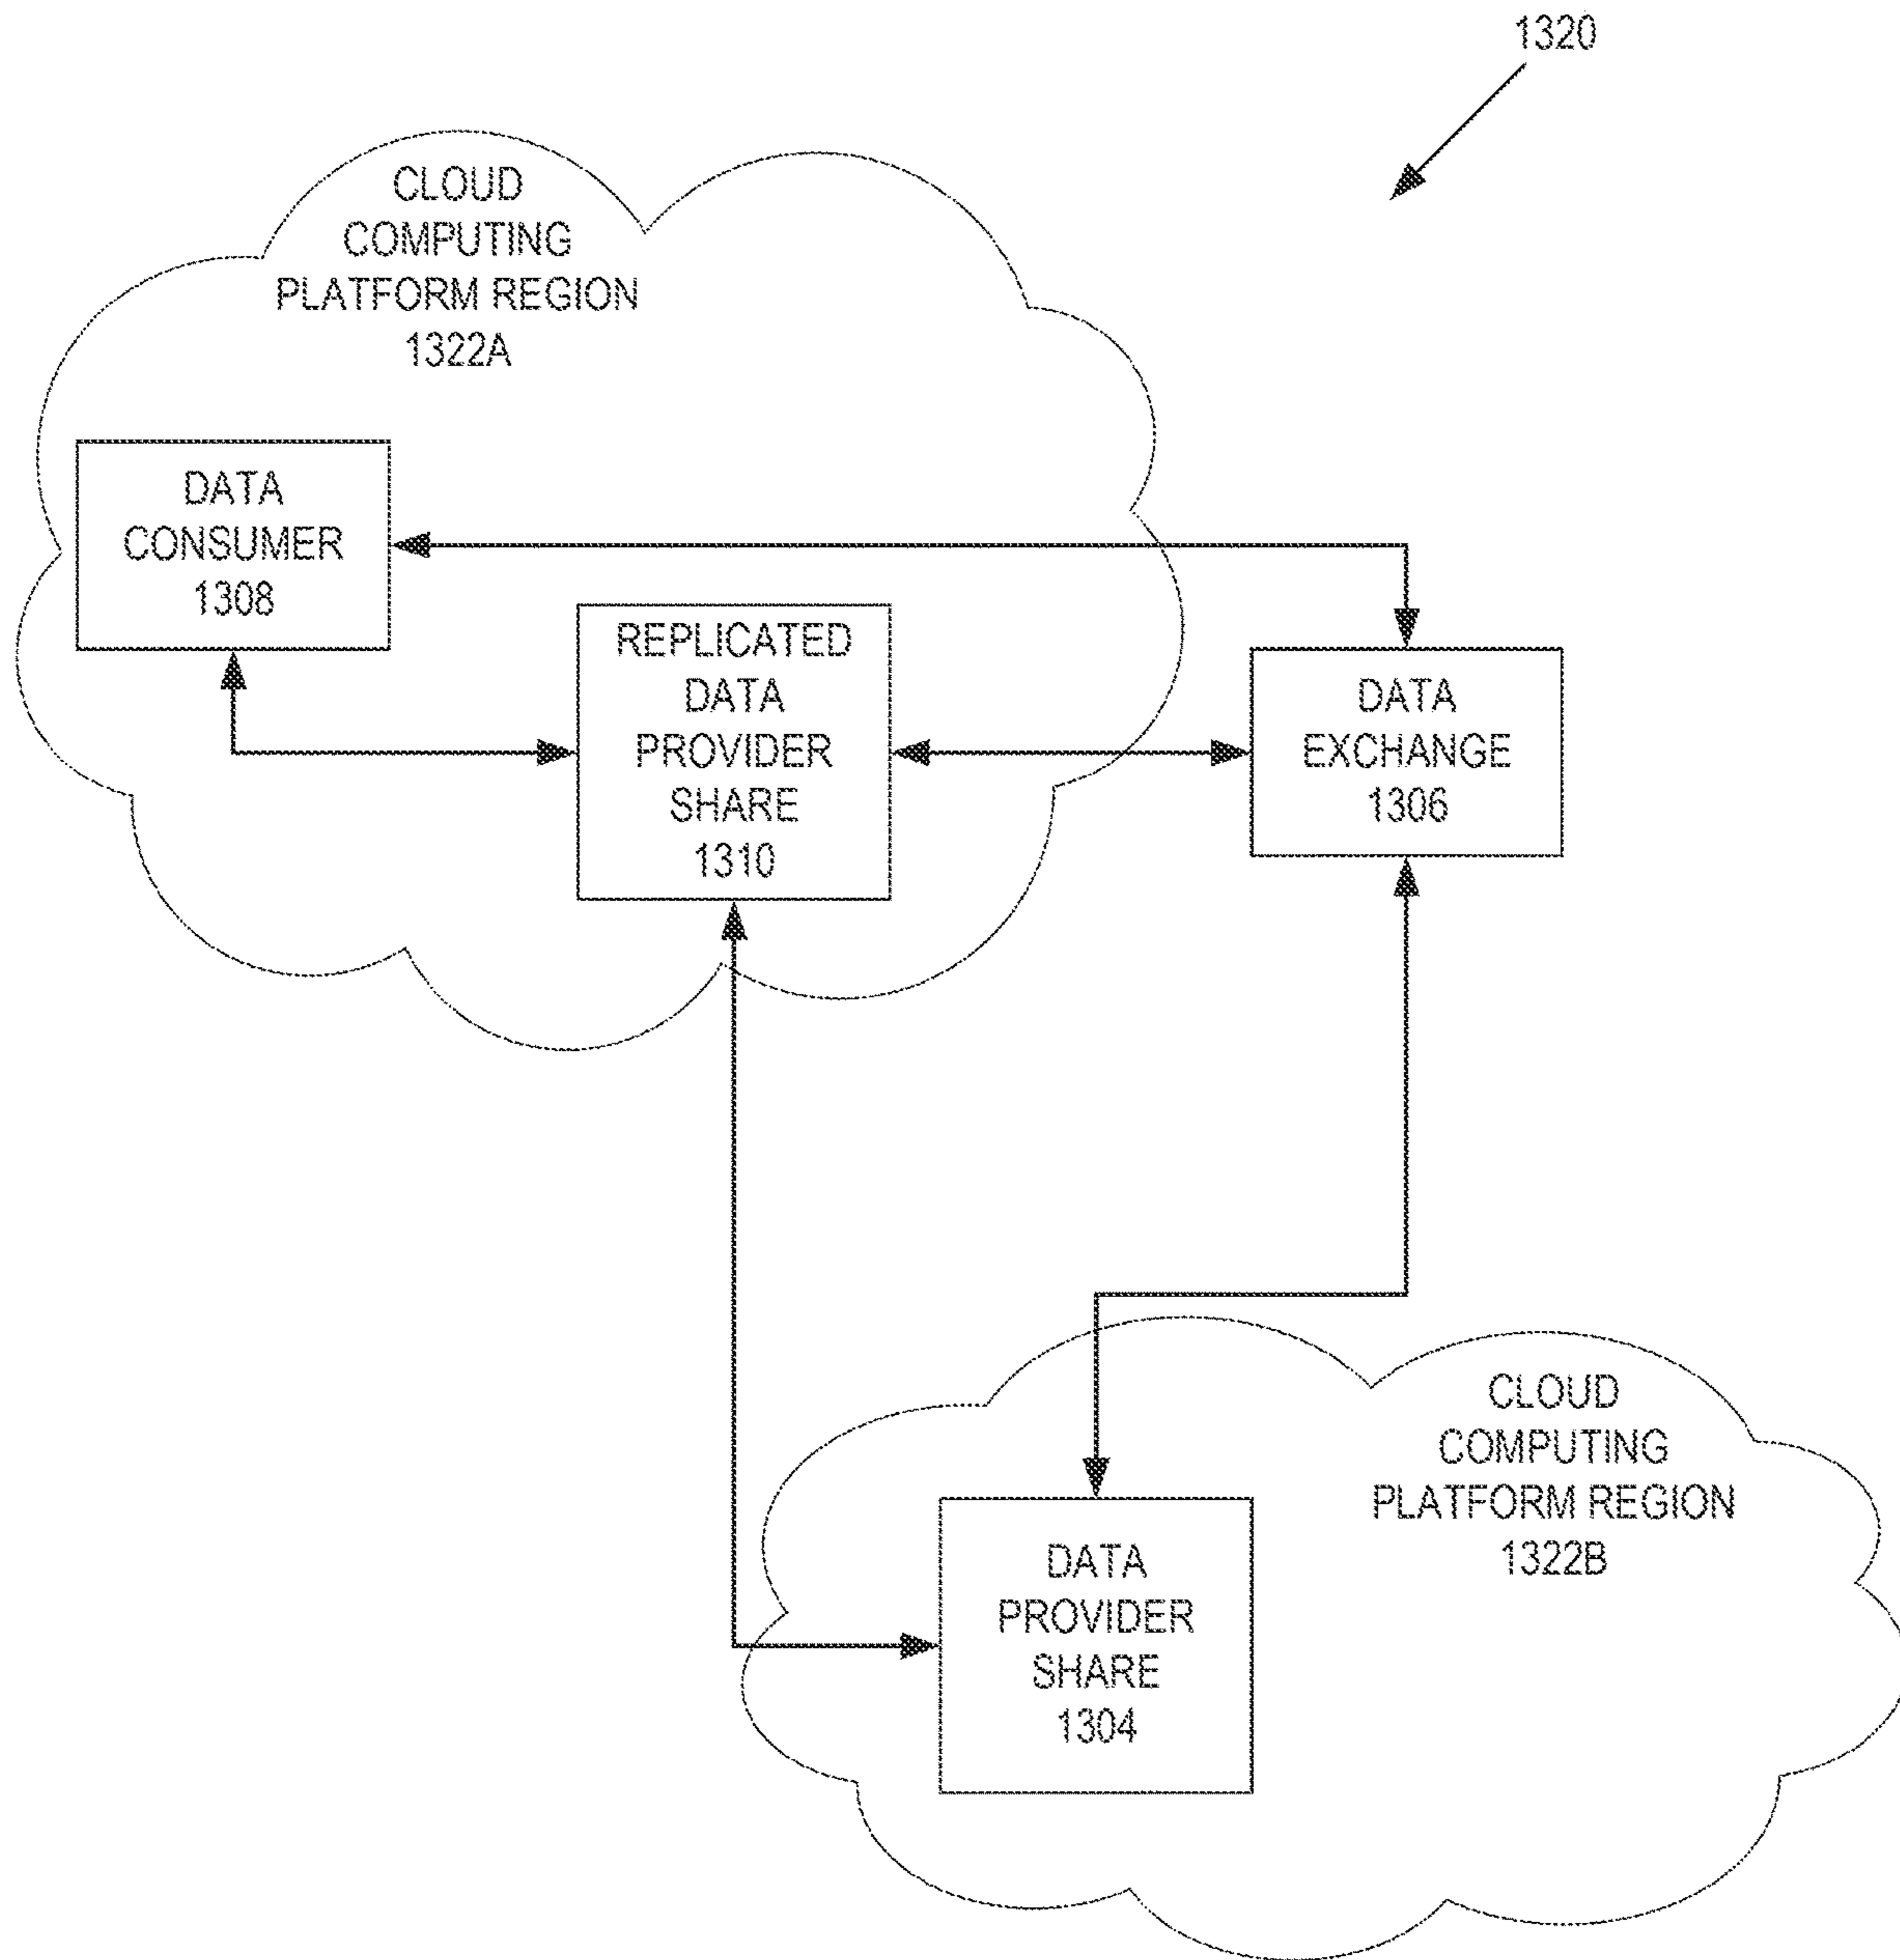 1320
CLOUD
COMPUTING
PLATFORM REGION
1322A
DATA
CONSUMER
1308
REPLICATED
DATA
PROVIDER
SHARE
1310
DATA
EXCHANGE
1306
CLOUD
COMPUTING
PLATFORM REGION
1322B
DATA
PROVIDER
SHARE
1304